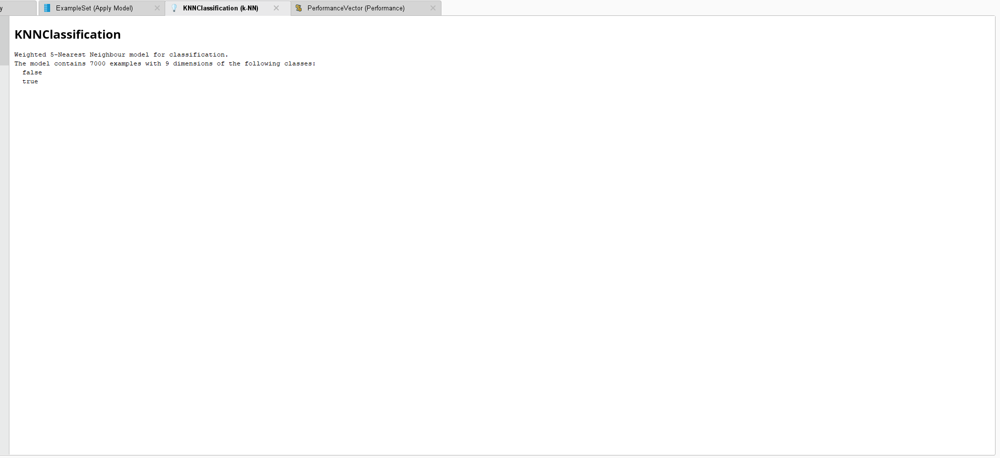 y
ExampleSet (Apply Model)
KNNClassification (k-NN)
PerformanceVector (Performance)
KNNClassification
Weighted 5-Nearest Neighbour model for classification.
The model contains 7000 examples with 9 dimensions of the following classes:
false
true